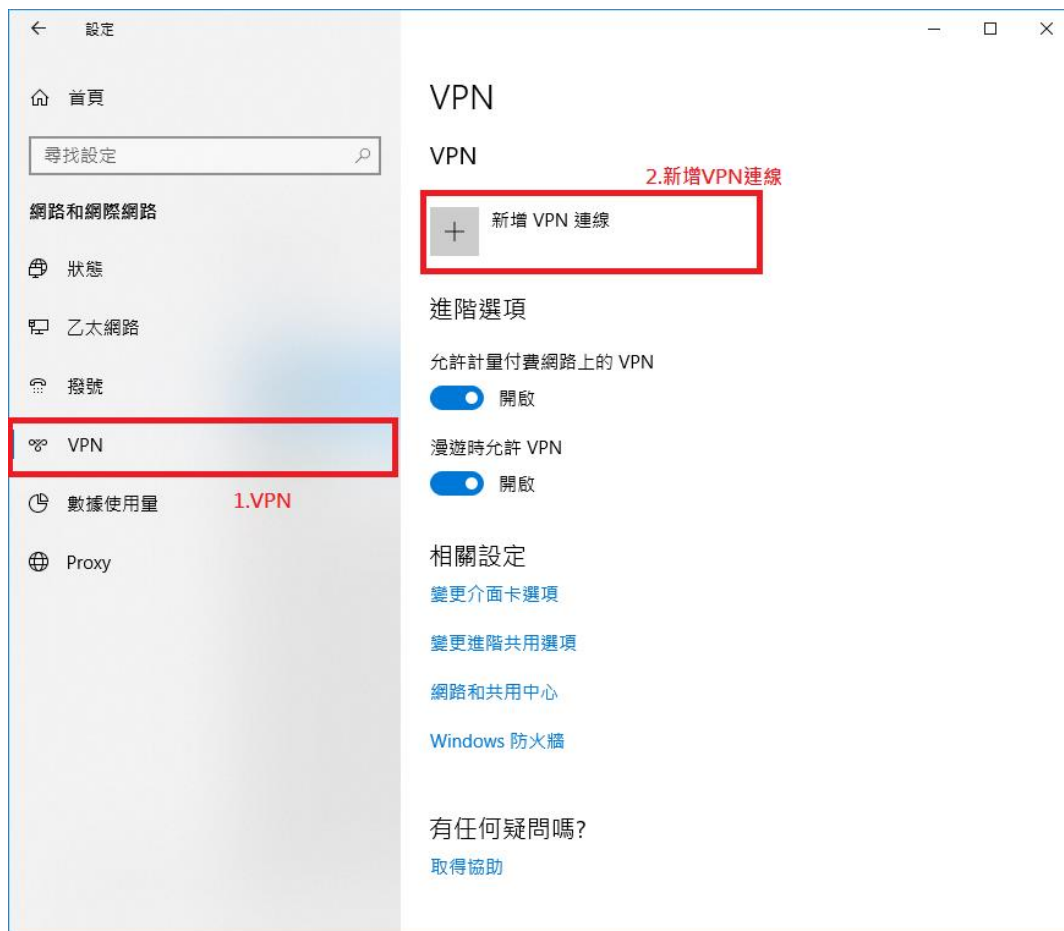 設定
首頁
尋找設定
網路和網際網路
狀態
乙太網路
撥號
VPN
1.VPN
數據使用量
Proxy
VPN
VPN
2.新增VPN連線
新增 VPN 連線
進階選項
允許計量付費網路上的 VPN
開啟
漫遊時允許 VPN
開啟
相關設定
變更介面卡選項
變更進階共用選項
網路和共用中心
Windows 防火牆
有任何疑問嗎?
取得協助